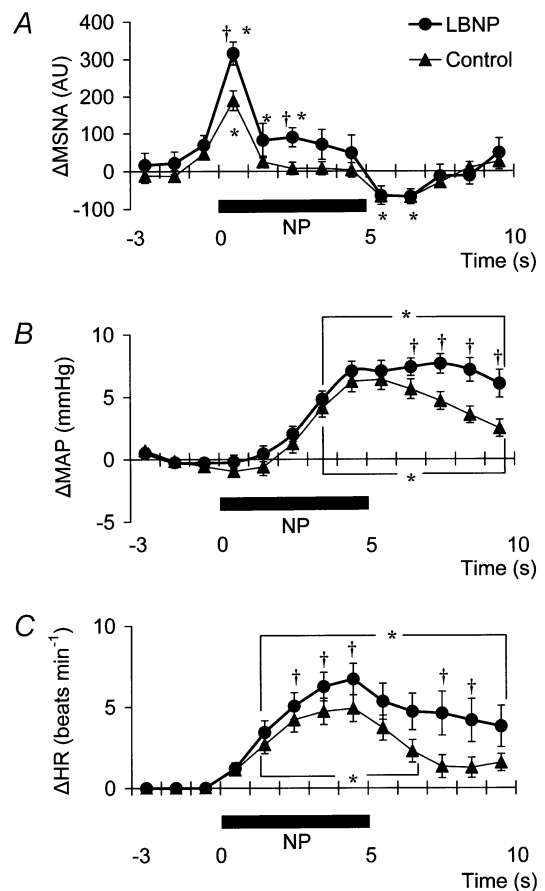 A
ΔMSNA (AU)
400
300
200
100
0
-100
† *
* † *
*
* *
LBNP
Control
NP
-3 0 5 10
Time (s)
B
ΔMAP (mmHg)
10
5
0
-5
*
† † † †
*
NP
-3 0 5 10
Time (s)
C
ΔHR (beats min⁻¹)
10
5
0
*
† † † † †
*
NP
-3 0 5 10
Time (s)